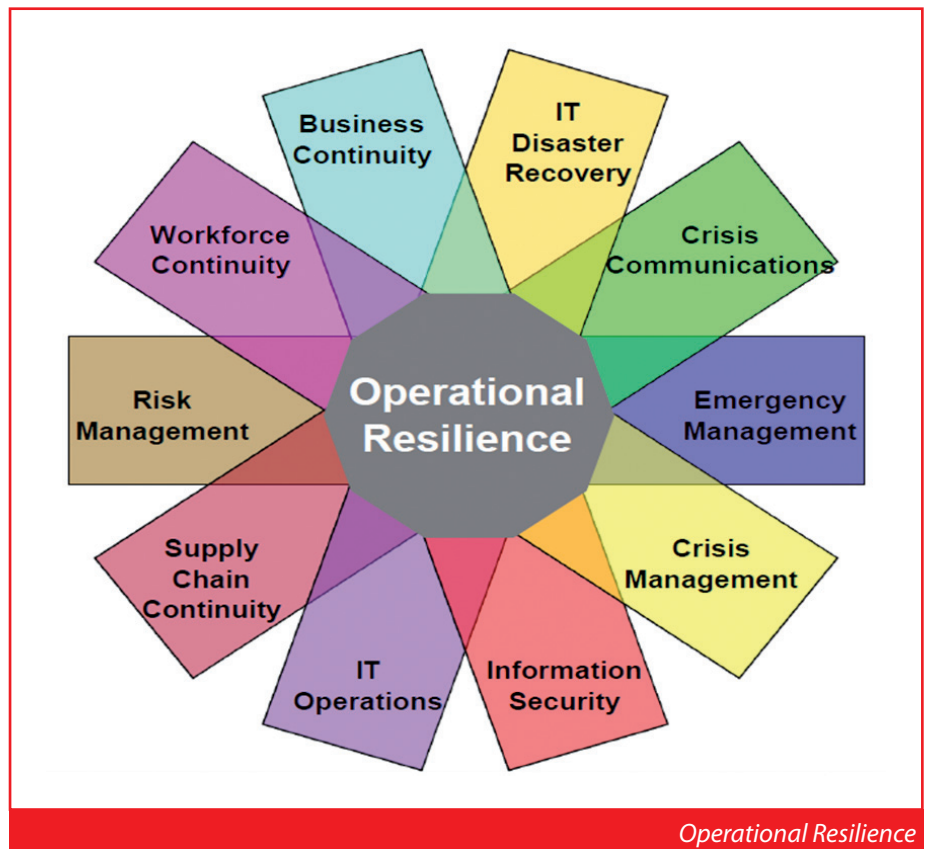 Business
Continuity
IT
Disaster
Recovery
Workforce
Continuity
Crisis
Communications
Risk
Management
Operational
Resilience
Emergency
Management
Supply
Chain
Continuity
Crisis
Management
IT
Operations
Information
Security
Operational Resilience